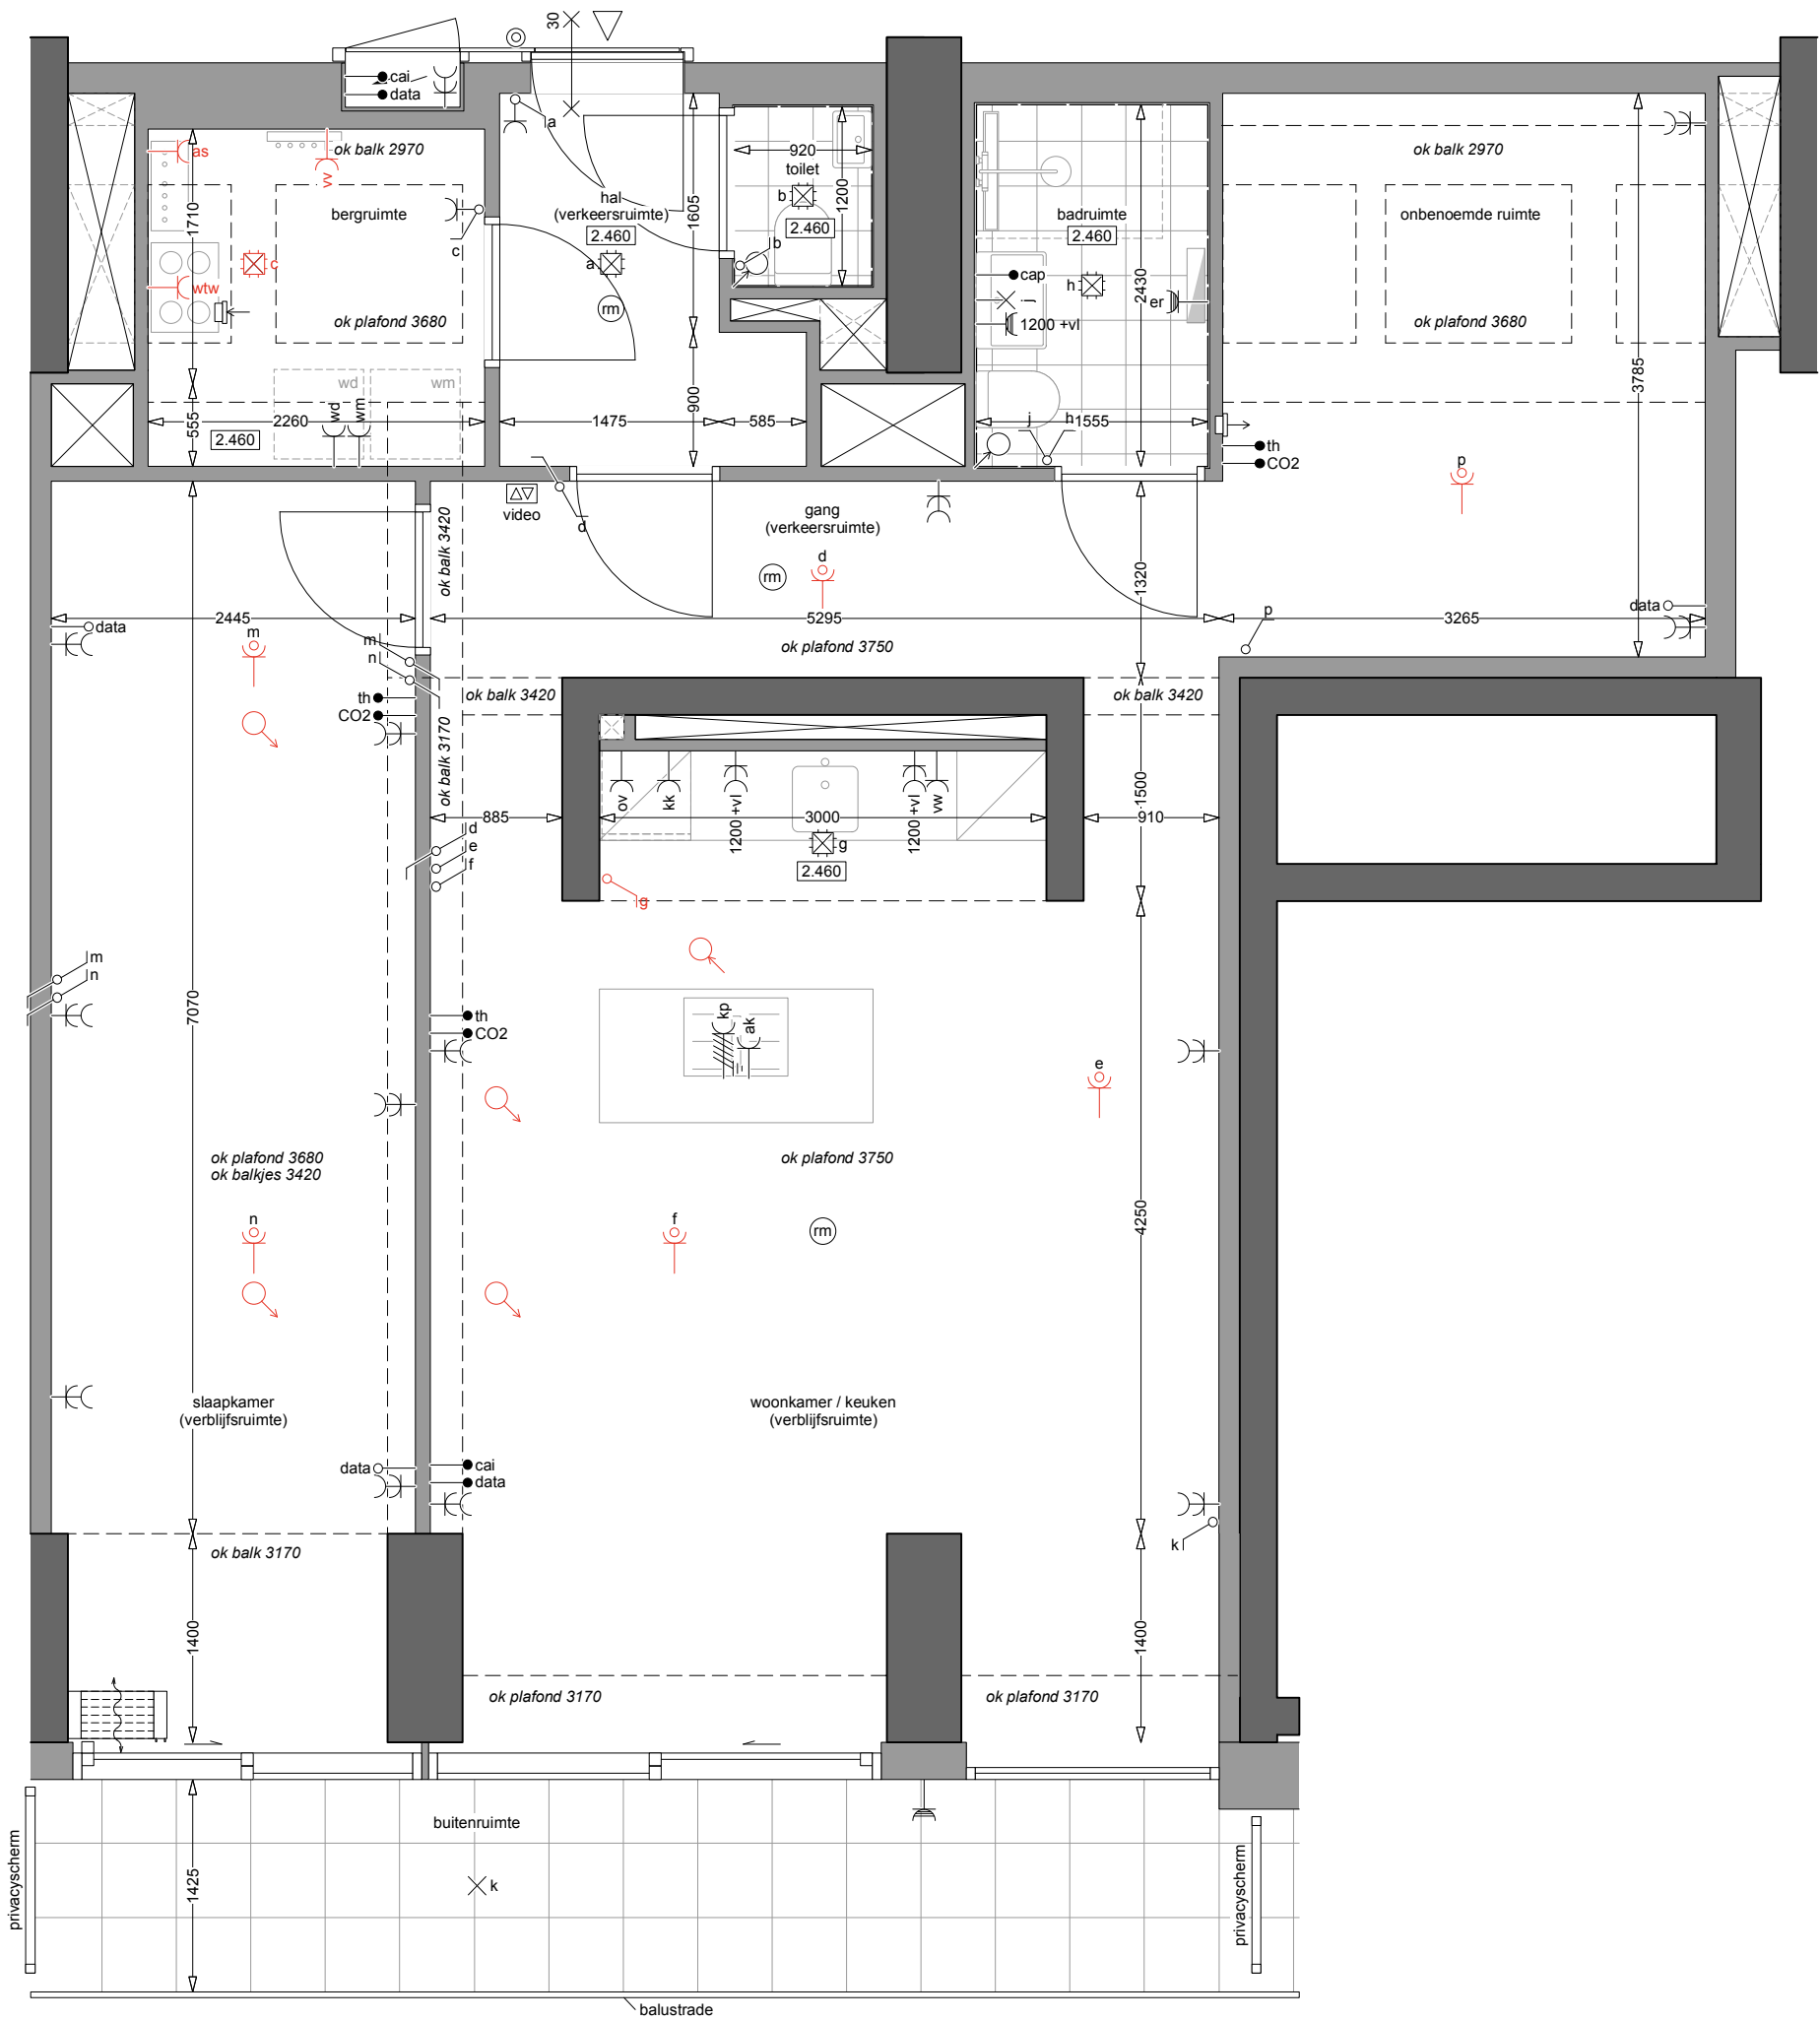 30
cai
data
a
as
vv
ok balk 2970
920
toilet
b
1200
2.460
b
hal
(verkeersruimte)
2.460
a
rm
1605
1710
bergruimte
c
c
wtw
ok plafond 3680
wd
wm
wd
wm
555
2260
2.460
1475
900
585
badruimte
2.460
cap
h
j
er
1200 +vl
2430
j
h
1555
ok balk 2970
onbenoemde ruimte
ok plafond 3680
3785
th
CO2
p
video
d
gang
(verkeersruimte)
d
rm
ok balk 3420
1320
2445
5295
3265
data
p
data
m
m
n
ok plafond 3750
th
CO2
ok balk 3420
ok balk 3420
ok balk 3170
ov
kk
1200 +vl
1200 +vl
vw
1500
885
3000
910
g
2.460
d
e
f
g
m
n
7070
th
CO2
kp
ak
e
ok plafond 3680
ok balkjes 3420
ok plafond 3750
4250
n
f
rm
slaapkamer
(verblijfsruimte)
woonkamer / keuken
(verblijfsruimte)
data
cai
data
k
ok balk 3170
1400
1400
ok plafond 3170
ok plafond 3170
buitenruimte
privacyscherm
1425
k
privacyscherm
balustrade